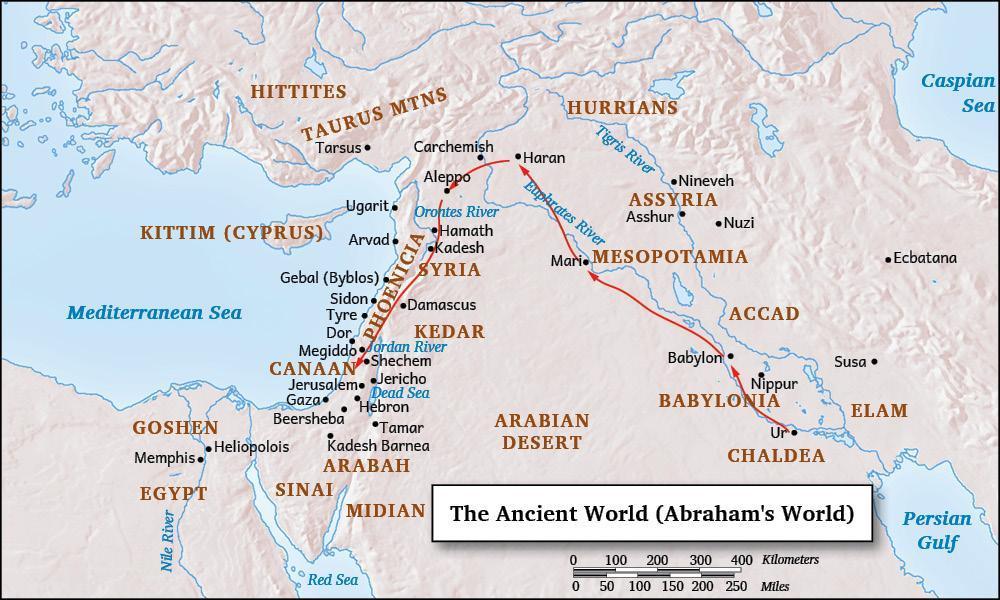 Caspian
Sea
HITTITES
TAURUS MTNS
HURRIANS
Tarsus
Carchemish
Haran
Tigris River
Aleppo
Nineveh
Ugarit
Orontes River
Euphrates River
ASSYRIA
Asshur
Nuzi
KITTIM (CYPRUS)
Arvad
Hamath
Kadesh
Mari
MESOPOTAMIA
Ecbatana
SYRIA
PHOENICIA
Gebal (Byblos)
Sidon
Damascus
Mediterranean Sea
Tyre
ACCAD
Dor
KEDAR
Megiddo
Jordan River
Shechem
Babylon
Susa
CANAAN
Jerusalem
Jericho
Nippur
Gaza
Dead Sea
BABYLONIA
Hebron
ELAM
Beersheba
ARABIAN
DESERT
GOSHEN
Tamar
Ur
Heliopolis
Kadesh Barnea
CHALDEA
Memphis
ARABAH
EGYPT
SINAI
MIDIAN
The Ancient World (Abraham's World)
Persian
Gulf
Nile River
Red Sea
0 100 200 300 400 Kilometers
0 50 100 150 200 250 Miles